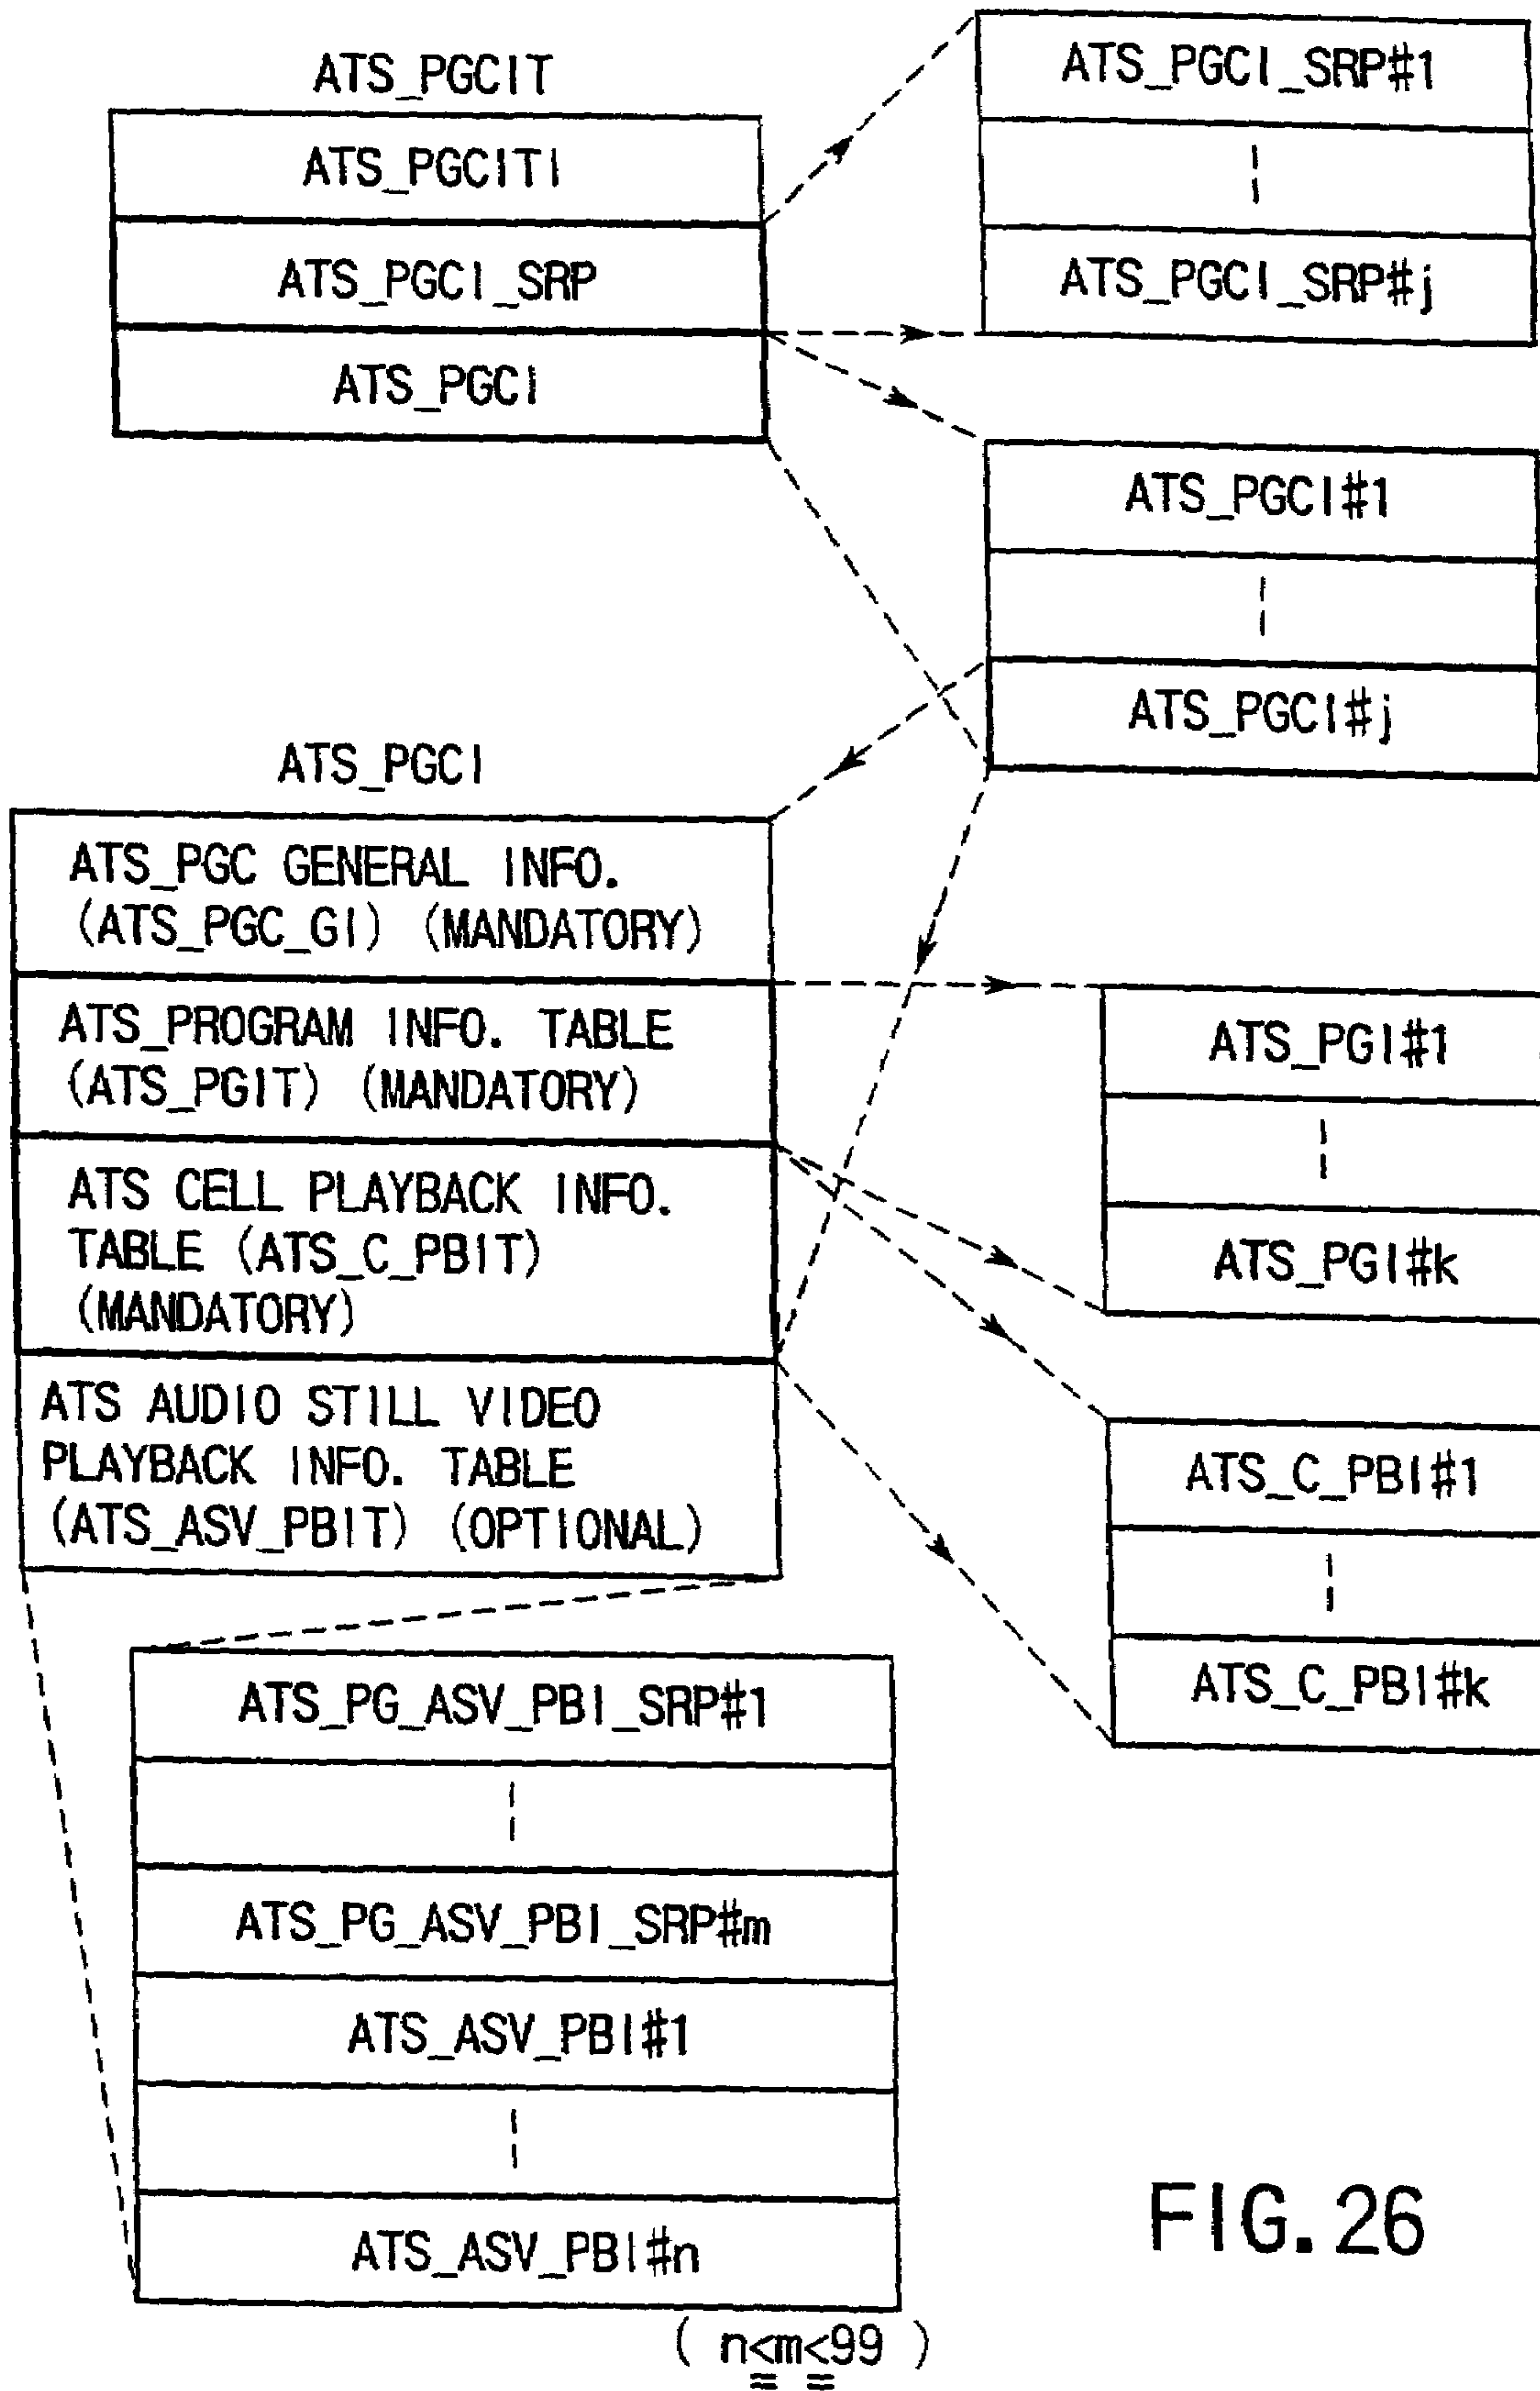 ATS_PGCIT
ATS_PGCITI
ATS_PGCI_SRP
ATS_PGCI
ATS_PGCI_SRP#1
ATS_PGCI_SRP#j
ATS_PGCI#1
ATS_PGCI#j
ATS_PGCI
ATS_PGC GENERAL INFO.
(ATS_PGC_GI) (MANDATORY)
ATS_PROGRAM INFO. TABLE
(ATS_PGIT) (MANDATORY)
ATS CELL PLAYBACK INFO.
TABLE (ATS_C_PBIT)
(MANDATORY)
ATS AUDIO STILL VIDEO
PLAYBACK INFO. TABLE
(ATS_ASV_PBIT) (OPTIONAL)
ATS_PGI#1
ATS_PGI#k
ATS_C_PBI#1
ATS_C_PBI#k
ATS_PG_ASV_PBI_SRP#1
ATS_PG_ASV_PBI_SRP#m
ATS_ASV_PBI#1
ATS_ASV_PBI#n
( n≦m≦99 )
FIG. 26